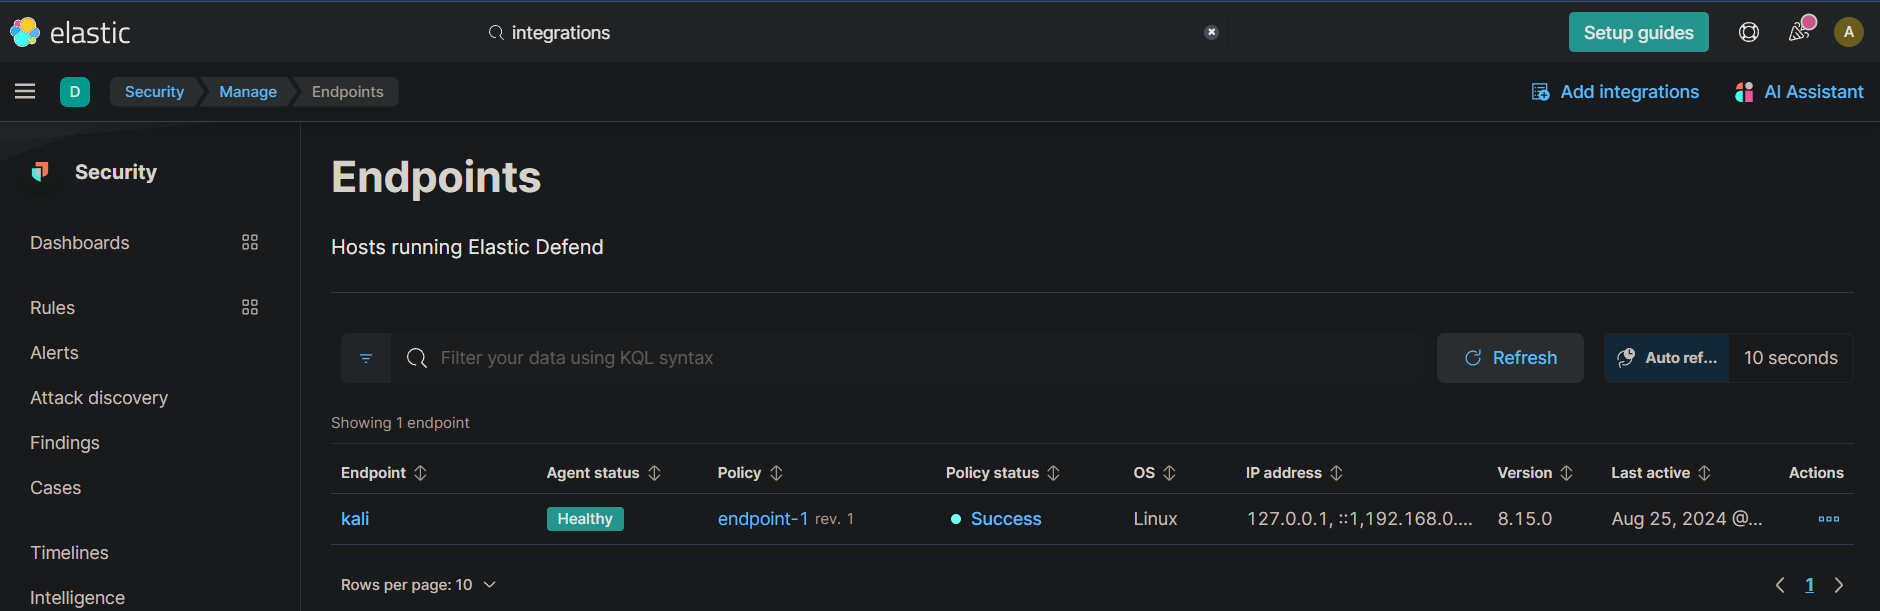 elastic
integrations
Setup guides
A
D
Security
Manage
Endpoints
Add integrations
AI Assistant
Security
Dashboards
Rules
Alerts
Attack discovery
Findings
Cases
Timelines
Intelligence
Endpoints
Hosts running Elastic Defend
Filter your data using KQL syntax
Refresh
Auto ref...
10 seconds
Showing 1 endpoint
Endpoint Agent status Policy Policy status OS IP address Version Last active Actions
kali Healthy endpoint-1 rev. 1 Success Linux 127.0.0.1, ::1,192.168.0.... 8.15.0 Aug 25, 2024 @...
Rows per page: 10
1